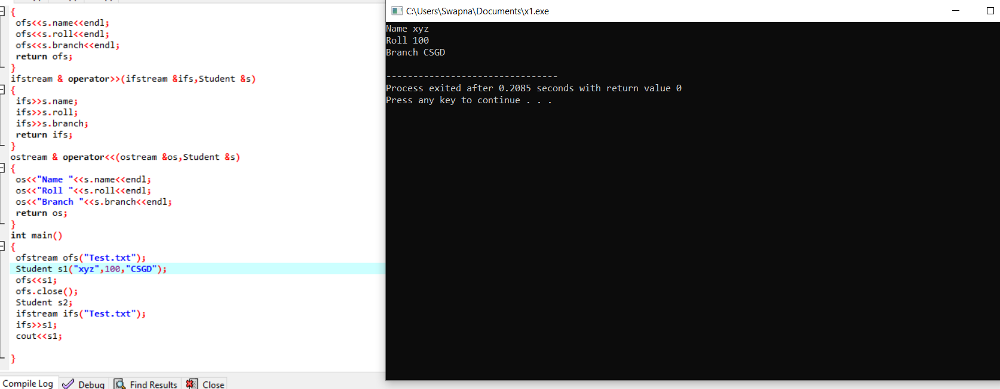 {
ofs<<s.name<<endl;
ofs<<s.roll<<endl;
ofs<<s.branch<<endl;
return ofs;
}
ifstream & operator>>(ifstream &ifs,Student &s)
{
ifs>>s.name;
ifs>>s.roll;
ifs>>s.branch;
return ifs;
}
ostream & operator<<(ostream &os,Student &s)
{
os<<"Name "<<s.name<<endl;
os<<"Roll "<<s.roll<<endl;
os<<"Branch "<<s.branch<<endl;
return os;
}
int main()
{
ofstream ofs("Test.txt");
Student s1("xyz",100,"CSGD");
ofs<<s1;
ofs.close();
Student s2;
ifstream ifs("Test.txt");
ifs>>s1;
cout<<s1;
}
Compile Log Debug Find Results Close
C:\Users\Swapna\Documents\x1.exe
Name xyz
Roll 100
Branch CSGD
--------------------------------
Process exited after 0.2085 seconds with return value 0
Press any key to continue . . .